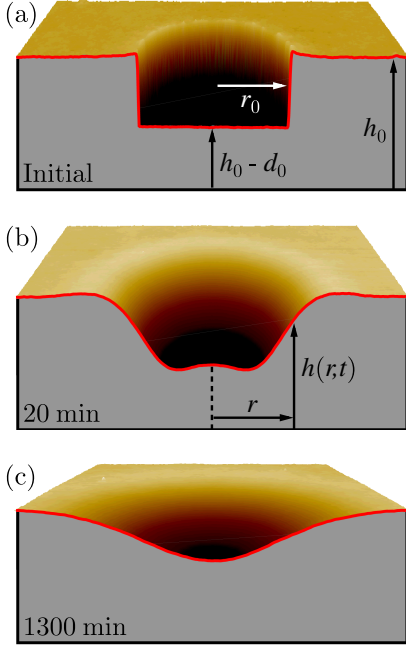 (a)
r₀
h₀
h₀ - d₀
Initial
(b)
h(r,t)
r
20 min
(c)
1300 min